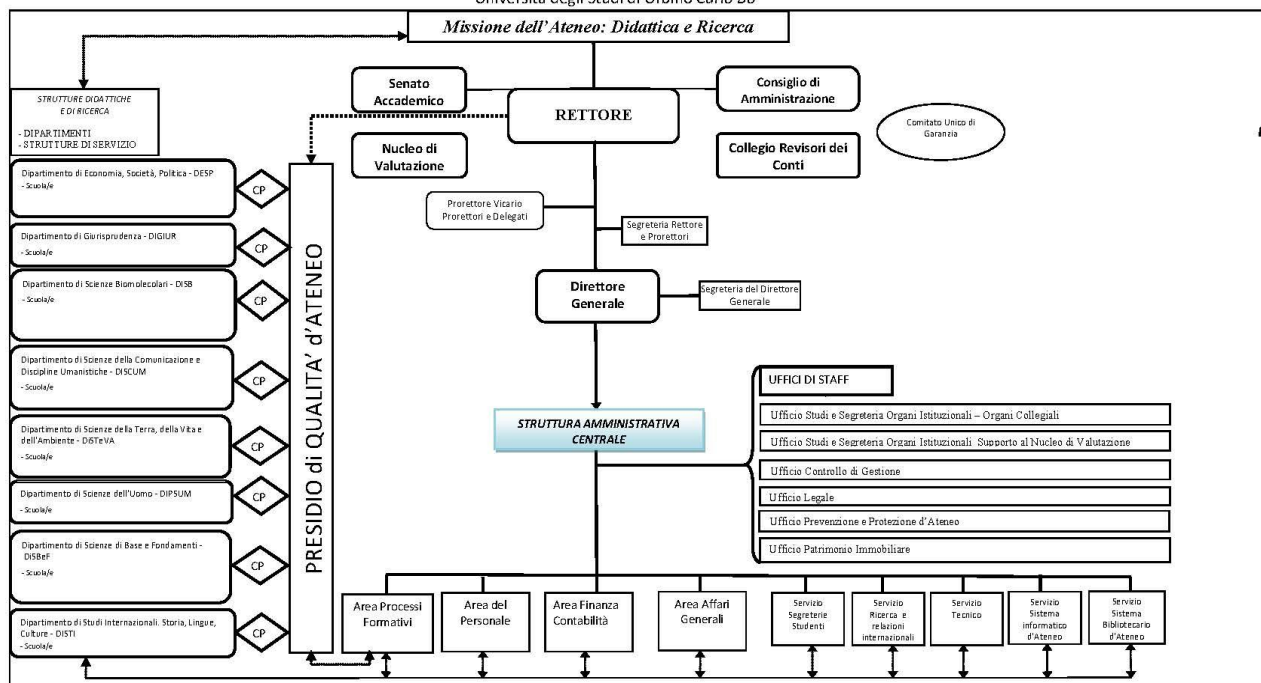 Università degli Studi di Urbino Carlo Bo
Missione dell'Ateneo: Didattica e Ricerca
STRUTTURE DIDATTICHE
E DI RICERCA
- DIPARTIMENTI
- STRUTTURE DI SERVIZIO
Senato
Accademico
Consiglio di
Amministrazione
RETTORE
Comitato Unico di
Garanzia
Nucleo di
Valutazione
Collegio Revisori dei
Conti
Prorettore Vicario
Prorettori e Delegati
Segreteria Rettore
e Prorettori
Direttore
Generale
Segreteria del Direttore
Generale
Dipartimento di Economia, Società, Politica - DESP
- Scuola/e
CP
Dipartimento di Giurisprudenza - DIGIUR
- Scuola/e
CP
Dipartimento di Scienze Biomolecolari - DISB
- Scuola/e
CP
Dipartimento di Scienze della Comunicazione e
Discipline Umanistiche - DISCUM
- Scuola/e
CP
Dipartimento di Scienze della Terra, della Vita e
dell'Ambiente - DiSTeVA
- Scuola/e
CP
Dipartimento di Scienze dell'Uomo - DIPSUM
- Scuola/e
CP
Dipartimento di Scienze di Base e Fondamenti -
DiSBeF
- Scuola/e
CP
Dipartimento di Studi Internazionali. Storia, Lingue,
Culture - DISTI
- Scuola/e
CP
PRESIDIO di QUALITA' d'ATENEO
STRUTTURA AMMINISTRATIVA
CENTRALE
UFFICI DI STAFF
Ufficio Studi e Segreteria Organi Istituzionali – Organi Collegiali
Ufficio Studi e Segreteria Organi Istituzionali Supporto al Nucleo di Valutazione
Ufficio Controllo di Gestione
Ufficio Legale
Ufficio Prevenzione e Protezione d'Ateneo
Ufficio Patrimonio Immobiliare
Area Processi
Formativi
Area del
Personale
Area Finanza
Contabilità
Area Affari
Generali
Servizio
Segreterie
Studenti
Servizio
Ricerca e
relazioni
internazionali
Servizio
Tecnico
Servizio
Sistema
informatico
d'Ateneo
Servizio
Sistema
Bibliotecario
d'Ateneo